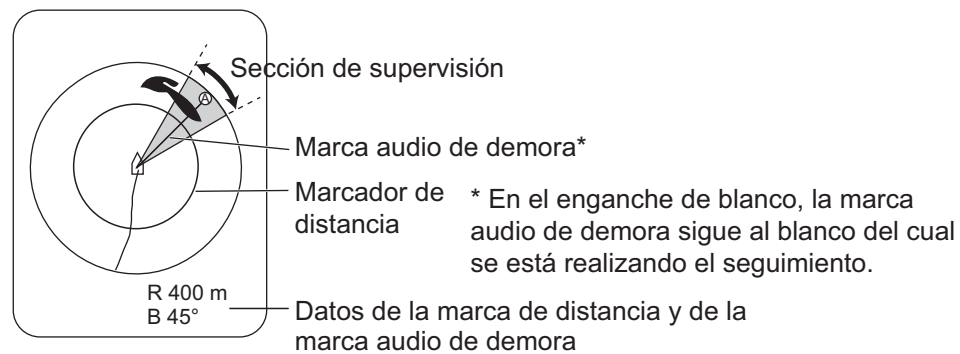 Sección de supervisión
A
Marca audio de demora*
Marcador de
distancia
* En el enganche de blanco, la marca
audio de demora sigue al blanco del cual
se está realizando el seguimiento.
R 400 m
B 45°
Datos de la marca de distancia y de la
marca audio de demora